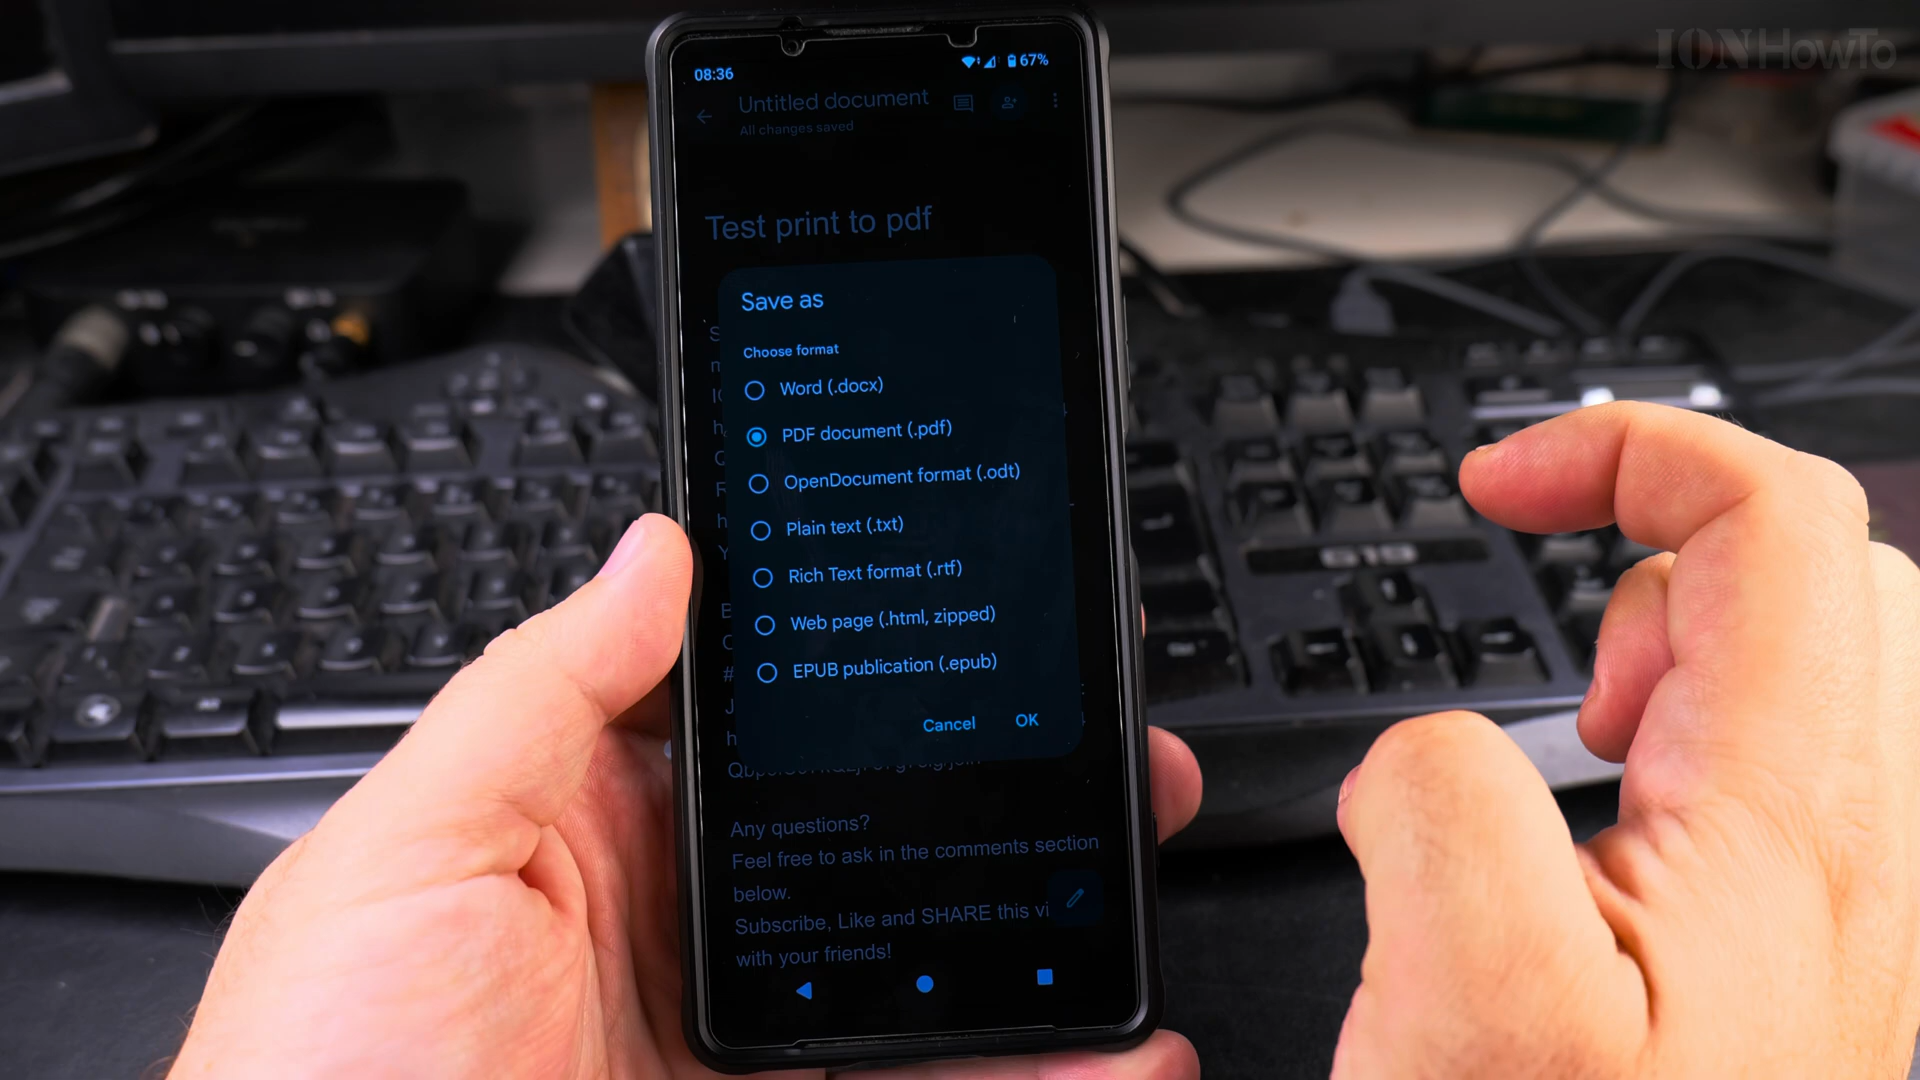 IONHowTo
08:36
67%
Untitled document
All changes saved
Test print to pdf
Save as
Choose format
Word (.docx)
PDF document (.pdf)
OpenDocument format (.odt)
Plain text (.txt)
Rich Text format (.rtf)
Web page (.html, zipped)
EPUB publication (.epub)
Cancel OK
Any questions?
Feel free to ask in the comments section
below.
Subscribe, Like and SHARE this vi
with your friends!
G19